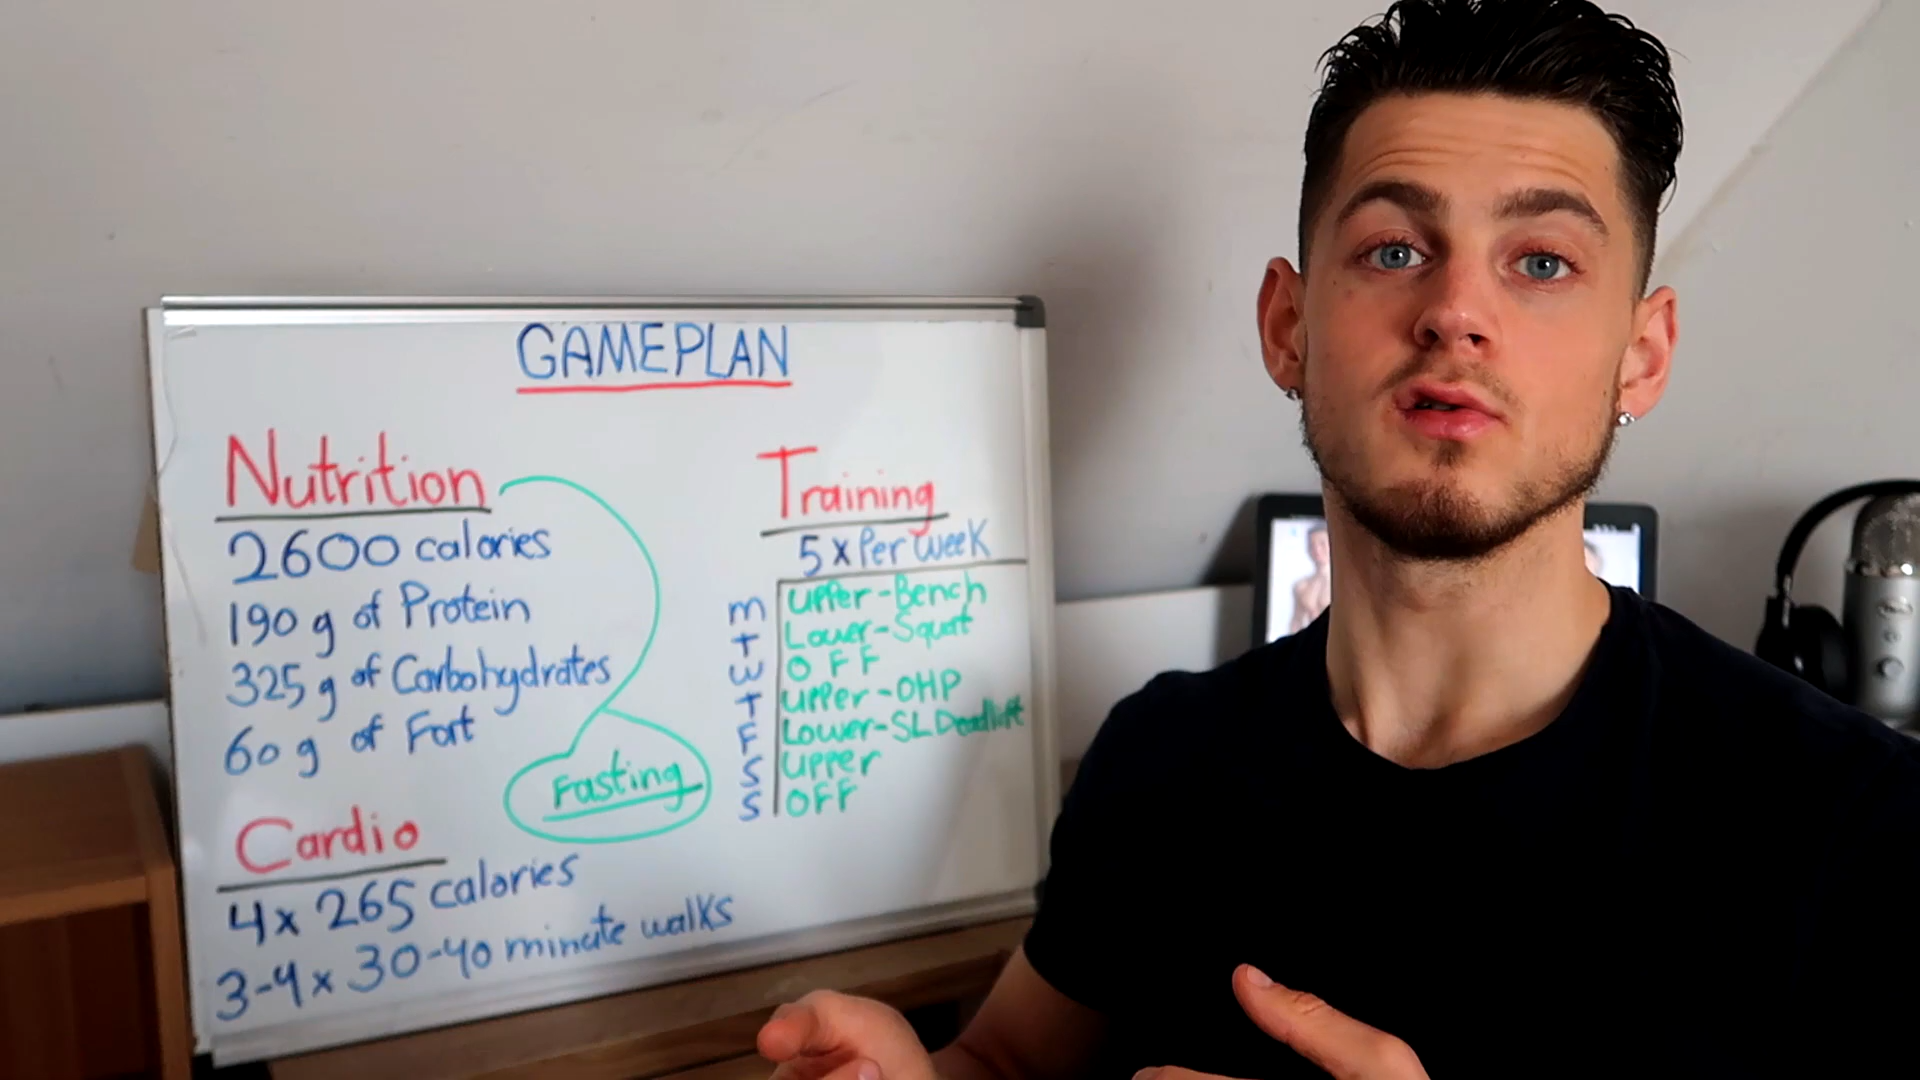 GAMEPLAN
Nutrition
2600 calories
190 g of Protein
325 g of Carbohydrates
60 g of Fat
Fasting
Cardio
4x 265 calories
3-4x 30-40 minute walks
Training
5 x Per Week
M Upper-Bench
T Lower-Squat
W OFF
T Upper-OHP
F Lower-SL Deadlift
S Upper
S OFF